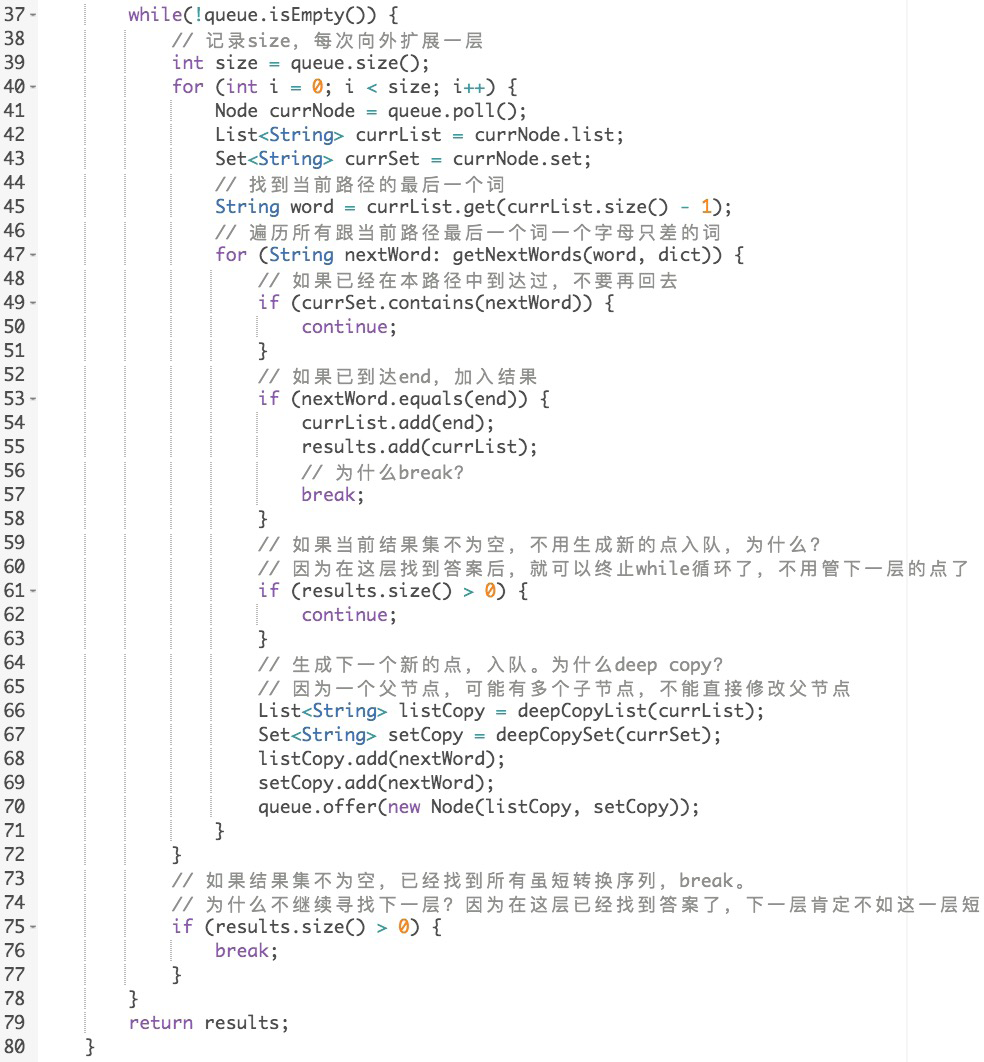 37 while(!queue.isEmpty()) {
38 // 记录size，每次向外扩展一层
39 int size = queue.size();
40 for (int i = 0; i < size; i++) {
41 Node currNode = queue.poll();
42 List<String> currList = currNode.list;
43 Set<String> currSet = currNode.set;
44 // 找到当前路径的最后一个词
45 String word = currList.get(currList.size() - 1);
46 // 遍历所有跟当前路径最后一个词一个字母只差的词
47 for (String nextWord: getNextWords(word, dict)) {
48 // 如果已经在本路径中到达过，不要再回去
49 if (currSet.contains(nextWord)) {
50 continue;
51 }
52 // 如果已到达end，加入结果
53 if (nextWord.equals(end)) {
54 currList.add(end);
55 results.add(currList);
56 // 为什么break?
57 break;
58 }
59 // 如果当前结果集不为空，不用生成新的点入队，为什么?
60 // 因为在这层找到答案后，就可以终止while循环了，不用管下一层的点了
61 if (results.size() > 0) {
62 continue;
63 }
64 // 生成下一个新的点，入队。为什么deep copy?
65 // 因为一个父节点，可能有多个子节点，不能直接修改父节点
66 List<String> listCopy = deepCopyList(currList);
67 Set<String> setCopy = deepCopySet(currSet);
68 listCopy.add(nextWord);
69 setCopy.add(nextWord);
70 queue.offer(new Node(listCopy, setCopy));
71 }
72 }
73 // 如果结果集不为空，已经找到所有虽短转换序列，break。
74 // 为什么不继续寻找下一层? 因为在这层已经找到答案了，下一层肯定不如这一层短
75 if (results.size() > 0) {
76 break;
77 }
78 }
79 return results;
80 }